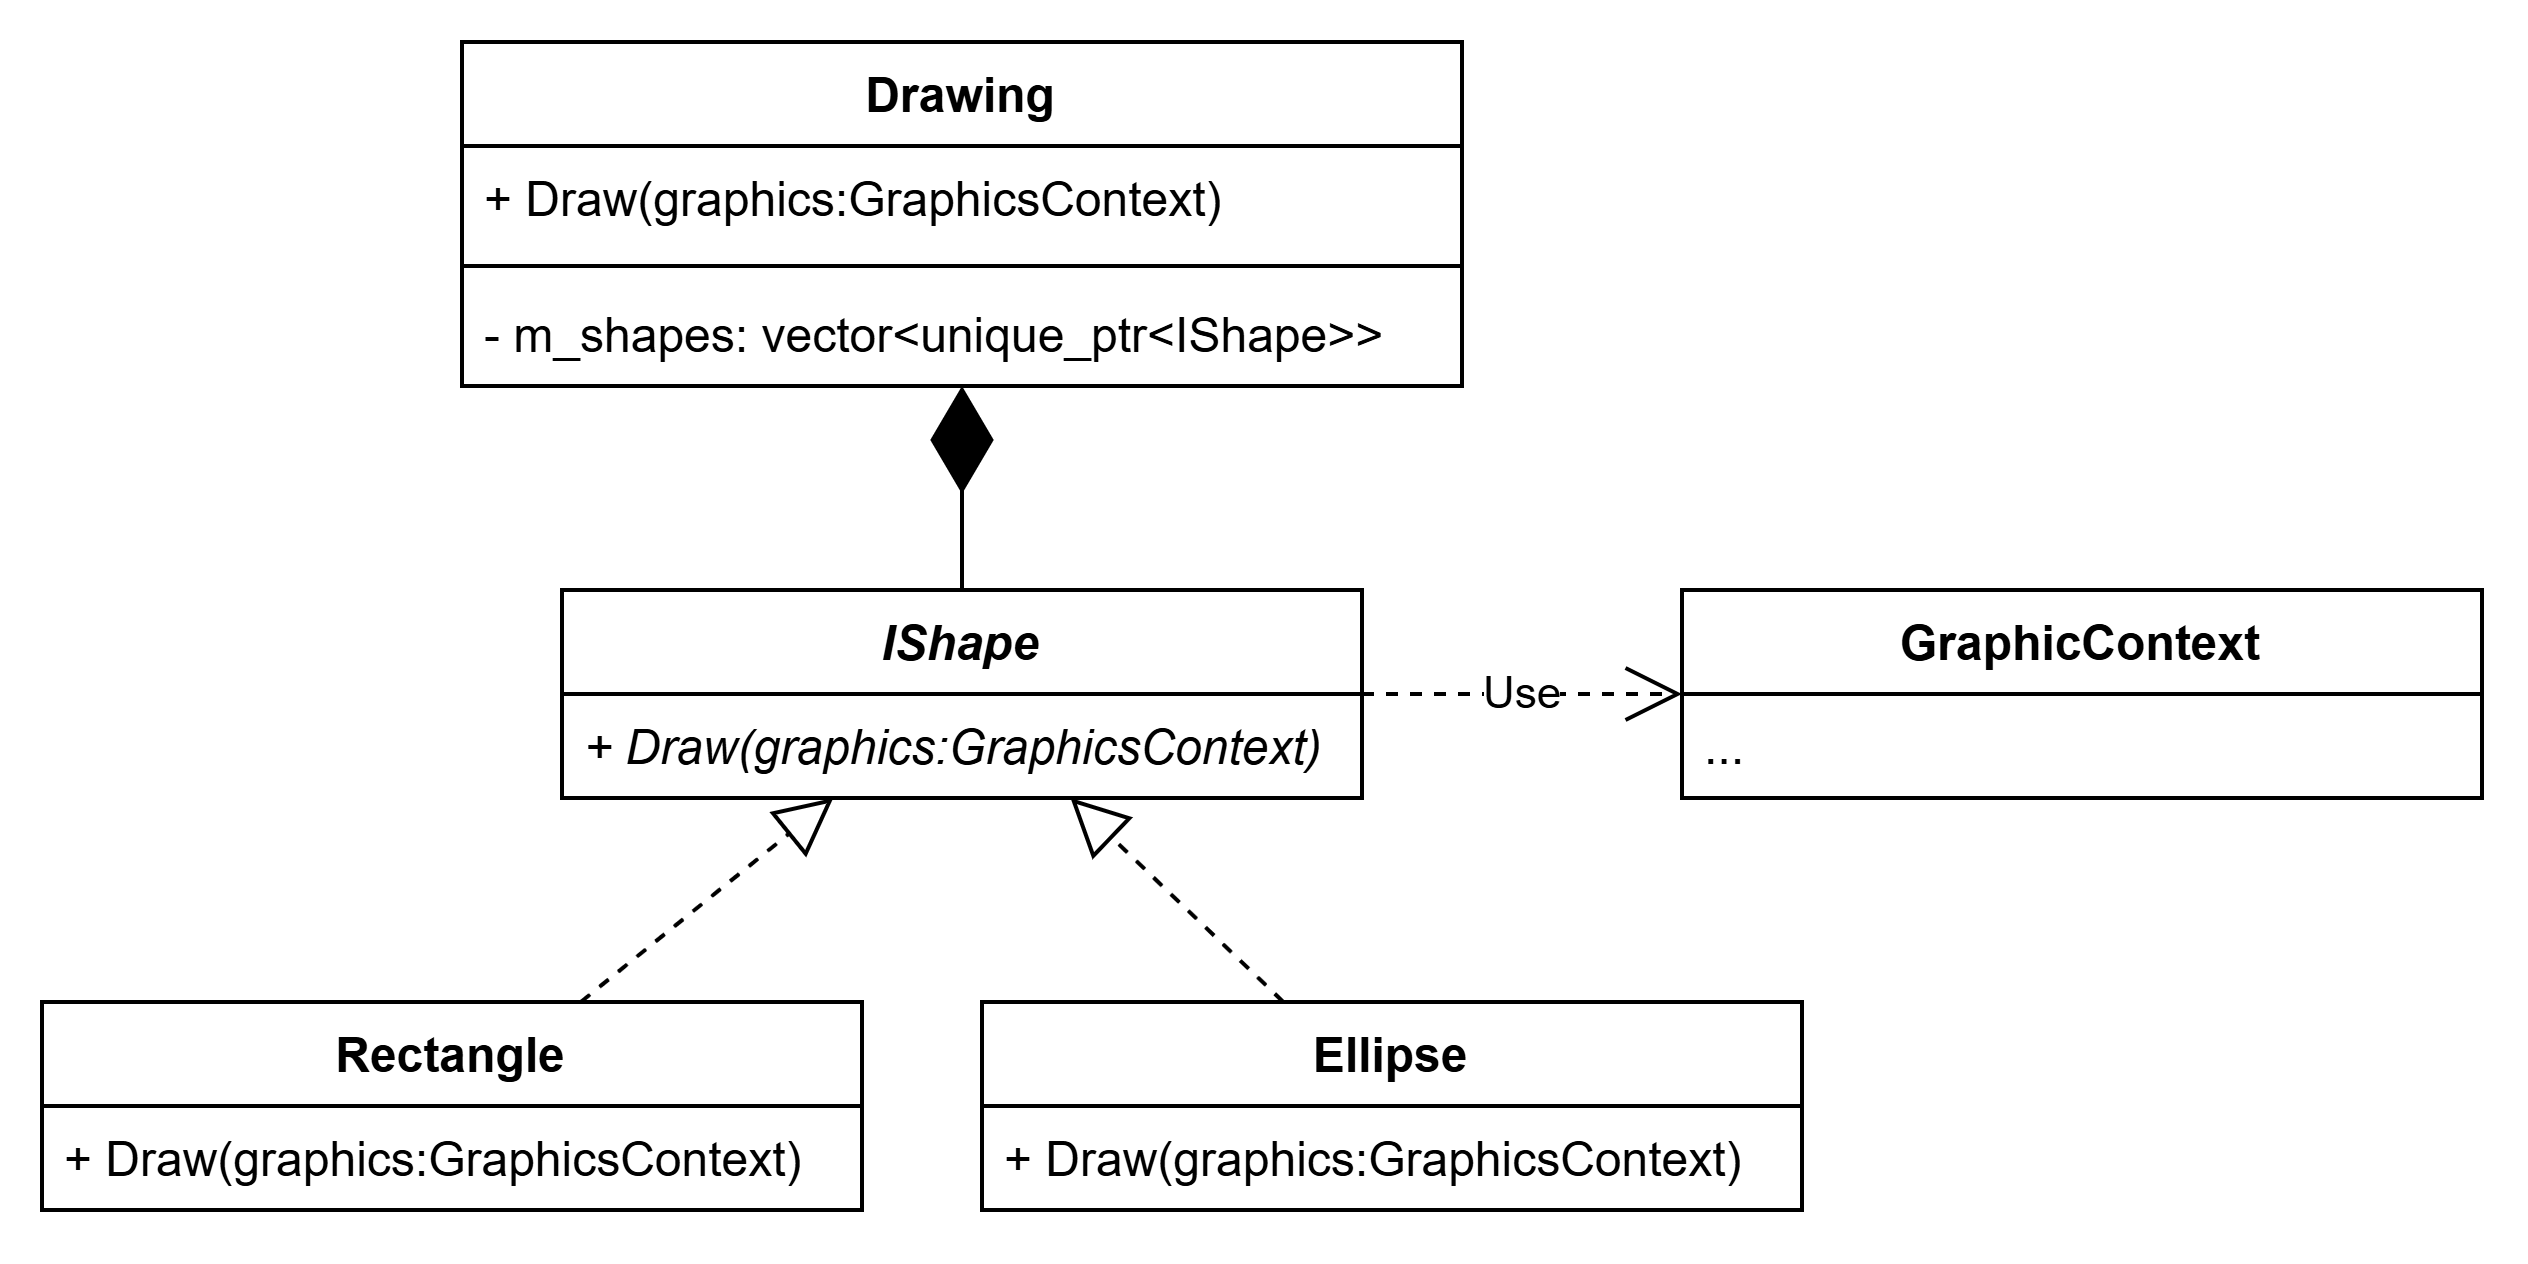 Drawing
+ Draw(graphics:GraphicsContext)
- m_shapes: vector<unique_ptr<IShape>>
IShape
+ Draw(graphics:GraphicsContext)
Use
GraphicContext
...
Rectangle
+ Draw(graphics:GraphicsContext)
Ellipse
+ Draw(graphics:GraphicsContext)